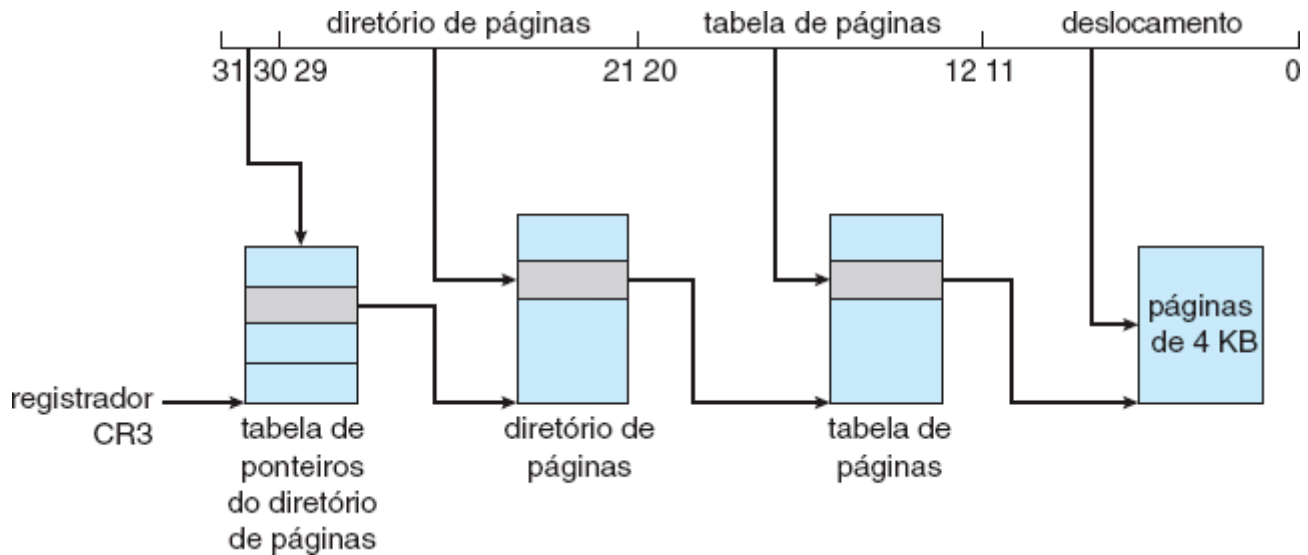 diretório de páginas tabela de páginas deslocamento
31 30 29 21 20 12 11 0
registrador
CR3
tabela de
ponteiros
do diretório
de páginas
diretório de
páginas
tabela de
páginas
páginas
de 4 KB